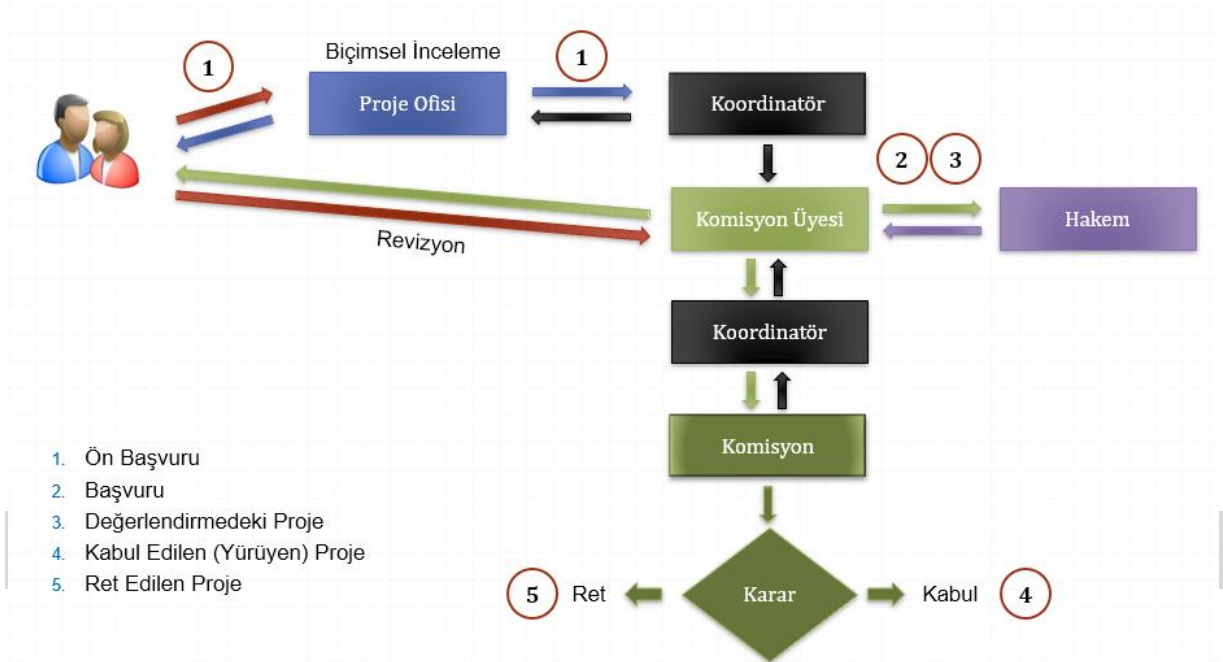 Biçimsel İnceleme
1
1
Proje Ofisi
Koordinatör
2 3
Komisyon Üyesi
Hakem
Revizyon
Koordinatör
Komisyon
1. Ön Başvuru
2. Başvuru
3. Değerlendirmedeki Proje
4. Kabul Edilen (Yürüyen) Proje
5. Ret Edilen Proje
5 Ret
Karar
Kabul 4